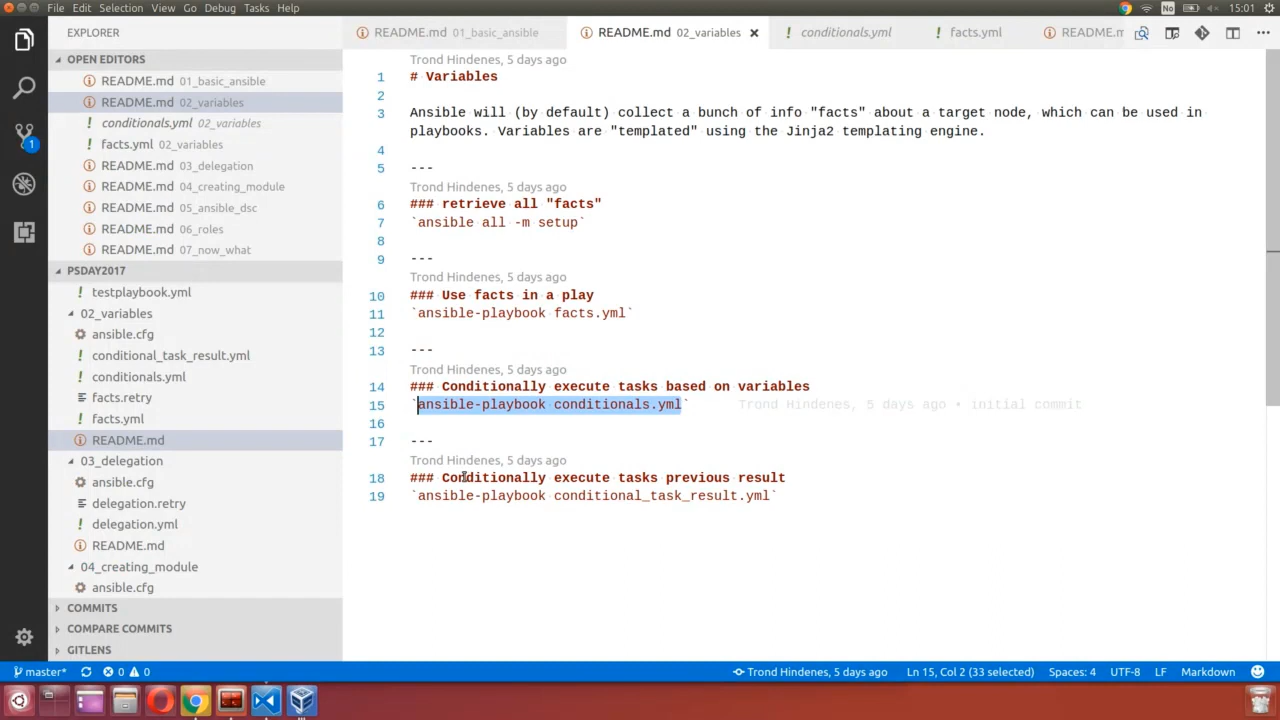 File Edit Selection View Go Debug Tasks Help
No
15:01
EXPLORER
README.md 01_basic_ansible
README.md 02_variables
conditionals.yml
facts.yml
README.m
OPEN EDITORS
README.md 01_basic_ansible
README.md 02_variables
conditionals.yml 02_variables
facts.yml 02_variables
README.md 03_delegation
README.md 04_creating_module
README.md 05_ansible_dsc
README.md 06_roles
README.md 07_now_what
1
PSDAY2017
testplaybook.yml
02_variables
ansible.cfg
conditional_task_result.yml
conditionals.yml
facts.retry
facts.yml
README.md
03_delegation
ansible.cfg
delegation.retry
delegation.yml
README.md
04_creating_module
ansible.cfg
COMMITS
COMPARE COMMITS
GITLENS
Trond Hindenes, 5 days ago
1 # Variables
2
3 Ansible will (by default) collect a bunch of info "facts" about a target node, which can be used in
playbooks. Variables are "templated" using the Jinja2 templating engine.
4
5 ---
Trond Hindenes, 5 days ago
6 ### retrieve all "facts"
7 `ansible all -m setup`
8
9 ---
Trond Hindenes, 5 days ago
10 ### Use facts in a play
11 `ansible-playbook facts.yml`
12
13 ---
Trond Hindenes, 5 days ago
14 ### Conditionally execute tasks based on variables
15 `ansible-playbook conditionals.yml` Trond Hindenes, 5 days ago • initial commit
16
17 ---
Trond Hindenes, 5 days ago
18 ### Conditionally execute tasks previous result
19 `ansible-playbook conditional_task_result.yml`
master* 0 0 Trond Hindenes, 5 days ago Ln 15, Col 2 (33 selected) Spaces: 4 UTF-8 LF Markdown